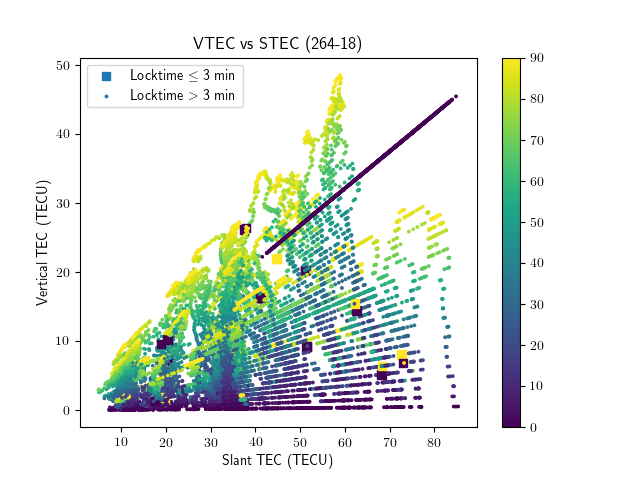 VTEC vs STEC (264-18)
Locktime ≤ 3 min
Locktime > 3 min
Vertical TEC (TECU)
50
40
30
20
10
0
10 20 30 40 50 60 70 80
Slant TEC (TECU)
90
80
70
60
50
40
30
20
10
0